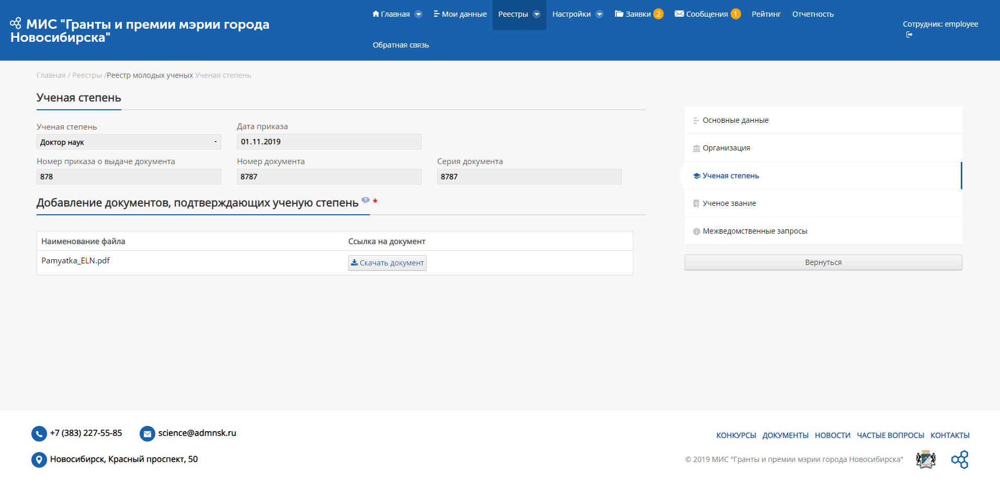 МИС "Гранты и премии мэрии города
Новосибирска"
Главная
Мои данные
Реестры
Настройки
Заявки 2
Сообщения 1
Рейтинг
Отчетность
Обратная связь
Сотрудник: employee
Главная / Реестры /Реестр молодых ученых Ученая степень
Ученая степень
Ученая степень
Дата приказа
Доктор наук
01.11.2019
Номер приказа о выдаче документа
Номер документа
Серия документа
878
8787
8787
Добавление документов, подтверждающих ученую степень ? *
Наименование файла
Ссылка на документ
Pamyatka_ELN.pdf
Скачать документ
Основные данные
Организация
Ученая степень
Ученое звание
Межведомственные запросы
Вернуться
+7 (383) 227-55-85
science@admnsk.ru
Новосибирск, Красный проспект, 50
КОНКУРСЫ ДОКУМЕНТЫ НОВОСТИ ЧАСТЫЕ ВОПРОСЫ КОНТАКТЫ
© 2019 МИС "Гранты и премии мэрии города Новосибирска"